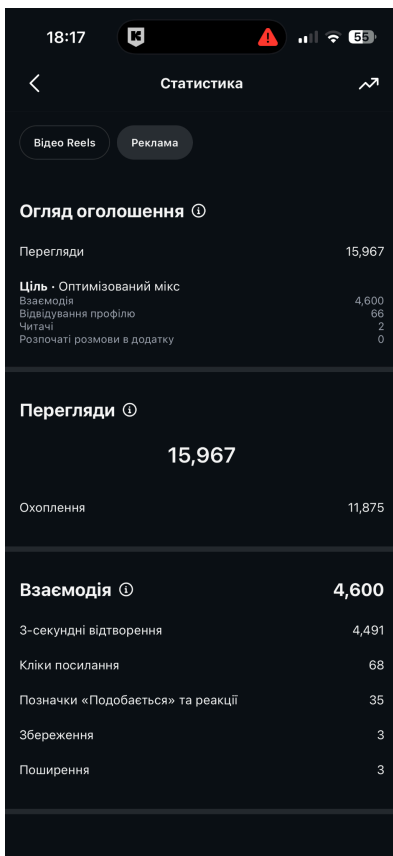 18:17
55
Статистика
Відео Reels
Реклама
Огляд оголошення
Перегляди 15,967
Ціль · Оптимізований мікс
Взаємодія 4,600
Відвідування профілю 66
Читачі 2
Розпочаті розмови в додатку 0
Перегляди
15,967
Охоплення 11,875
Взаємодія 4,600
3-секундні відтворення 4,491
Кліки посилання 68
Позначки «Подобається» та реакції 35
Збереження 3
Поширення 3